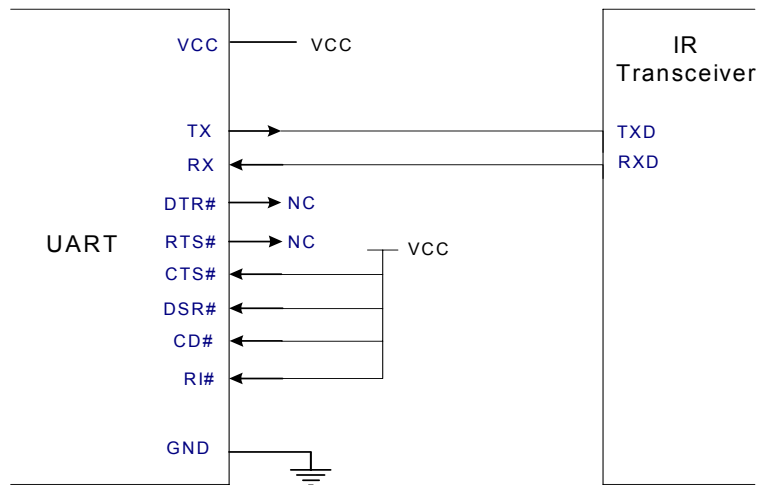 VCC
VCC
IR
Transceiver
TX
TXD
RX
RXD
DTR#
NC
UART
RTS#
NC
VCC
CTS#
DSR#
CD#
RI#
GND